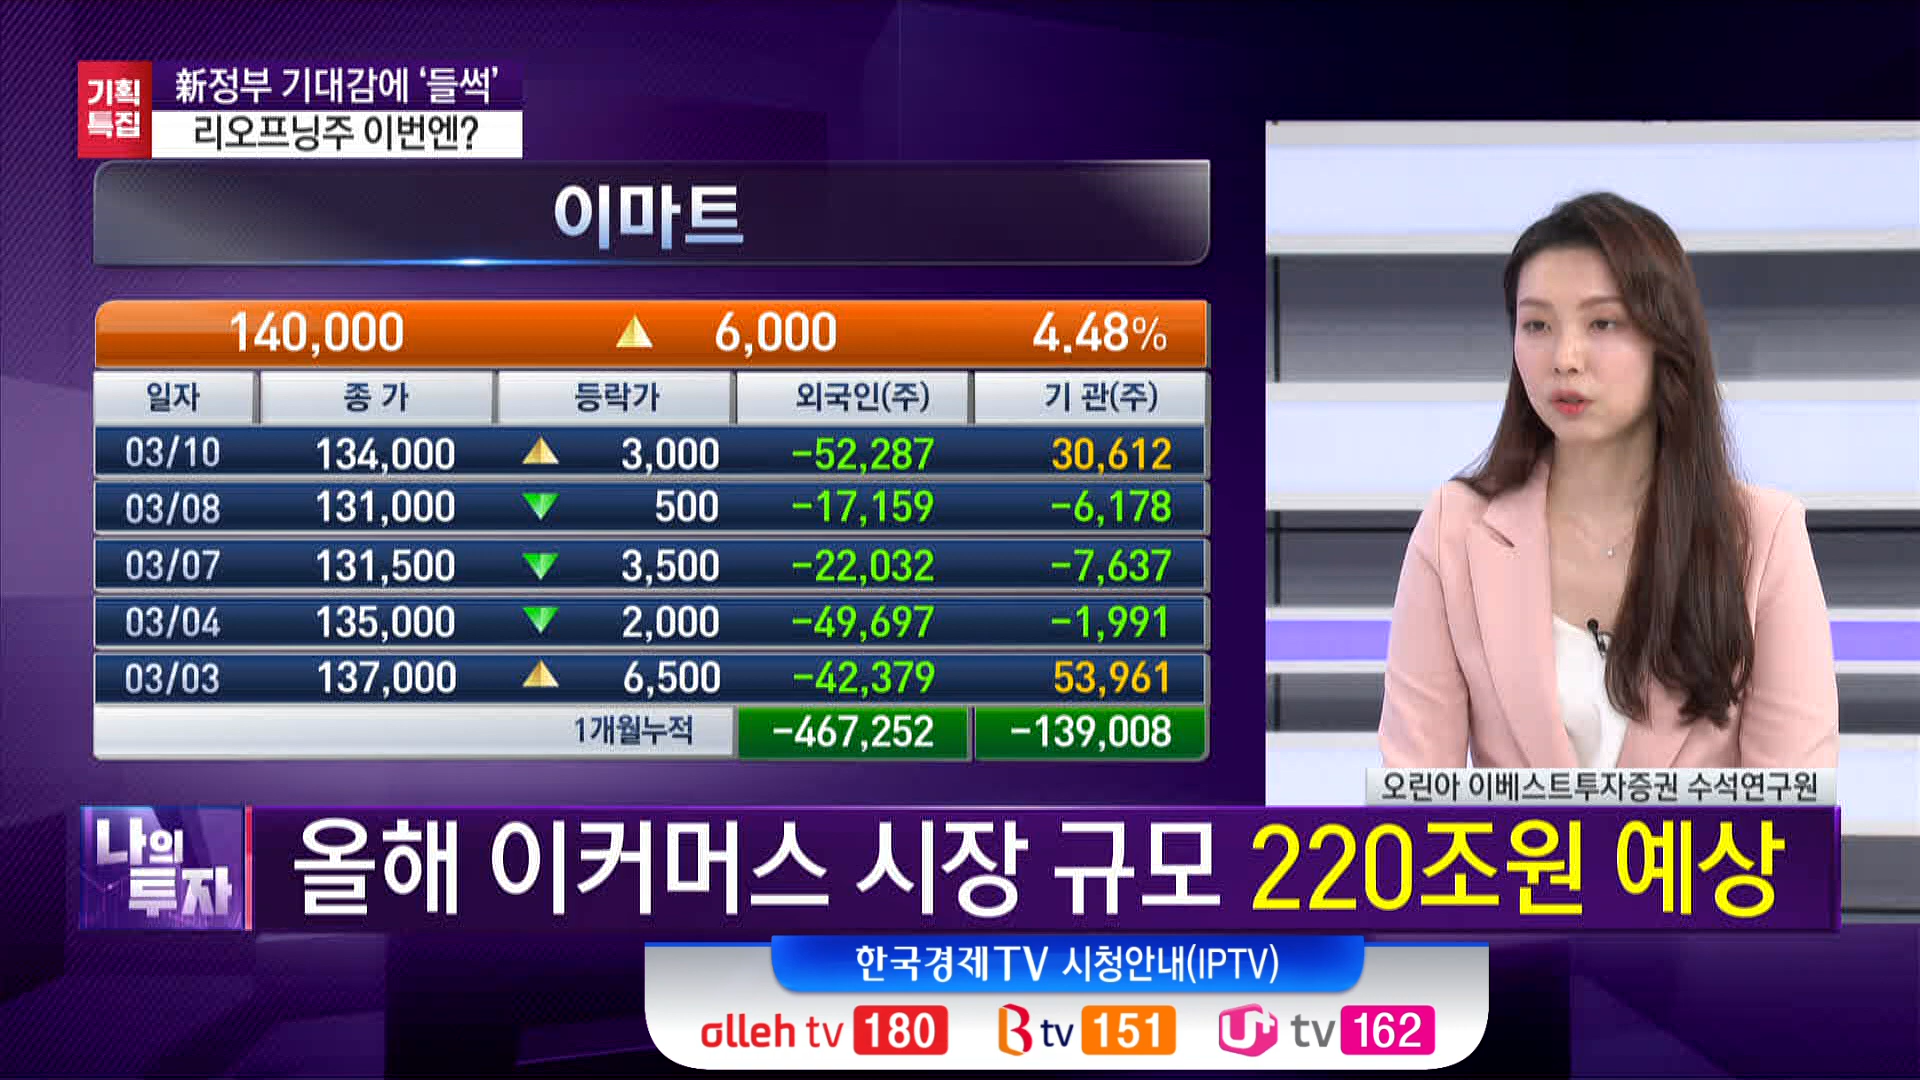 기획
특집
新정부 기대감에 ‘들썩’
리오프닝주 이번엔?
이마트
140,000 ▲ 6,000 4.48%
일자 종 가 등락가 외국인(주) 기 관(주)
03/10 134,000 ▲ 3,000 -52,287 30,612
03/08 131,000 ▼ 500 -17,159 -6,178
03/07 131,500 ▼ 3,500 -22,032 -7,637
03/04 135,000 ▼ 2,000 -49,697 -1,991
03/03 137,000 ▲ 6,500 -42,379 53,961
1개월누적 -467,252 -139,008
오린아 이베스트투자증권 수석연구원
나의
투자
올해 이커머스 시장 규모 220조원 예상
한국경제TV 시청안내(IPTV)
olleh tv 180 B tv 151 U+ tv 162